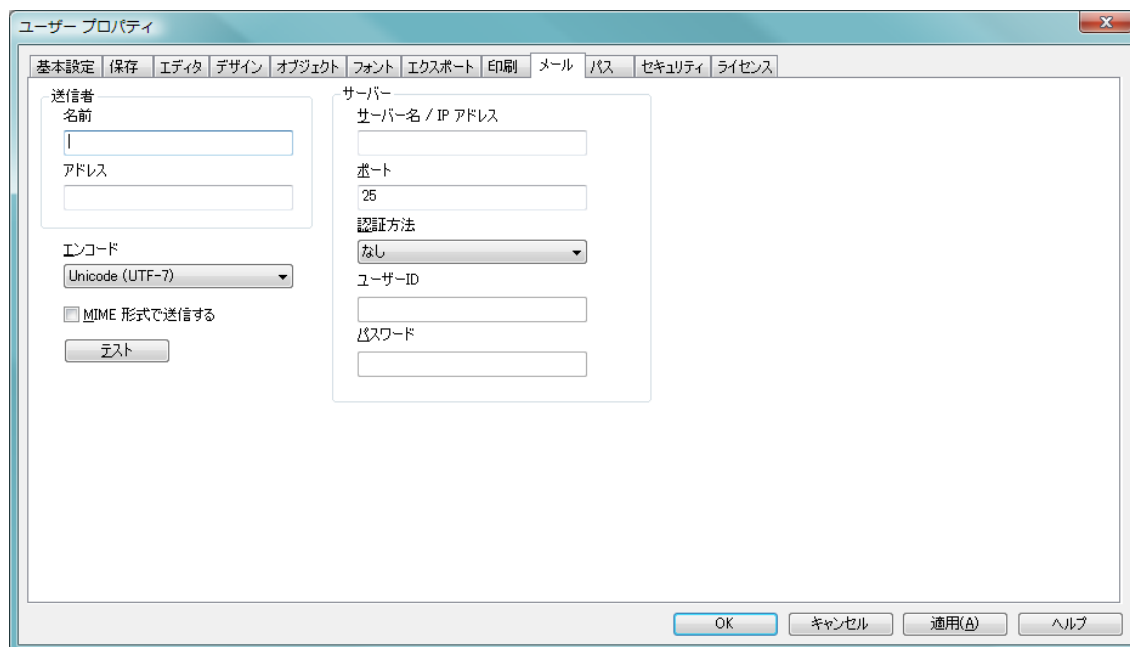 ユーザー プロパティ
基本設定 保存 エディタ デザイン オブジェクト フォント エクスポート 印刷 メール パス セキュリティ ライセンス
送信者
名前
アドレス
エンコード
Unicode (UTF-7)
MIME 形式で送信する
テスト
サーバー
サーバー名 / IP アドレス
ポート
25
認証方法
なし
ユーザーID
パスワード
OK キャンセル 適用(A) ヘルプ